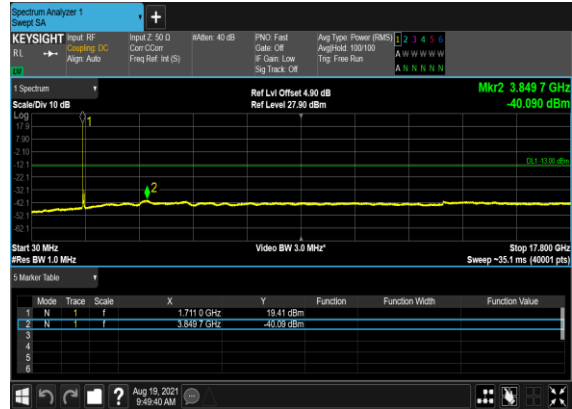 Spectrum Analyzer 1
Swept SA
+
KEYSIGHT Input: RF Input Z: 50 Ω #Atten: 40 dB PNO: Fast Avg Type: Power (RMS) 1 2 3 4 5 6
RL Coupling: DC Corr CCorr Gate: Off Avg|Hold: 100/100 A W W W W W
Align: Auto Freq Ref: Int (S) IF Gain: Low Trig: Free Run
Sig Track: Off A N N N N N
1 Spectrum Ref Lvl Offset 4.90 dB Mkr2 3.849 7 GHz
Scale/Div 10 dB Ref Level 27.90 dBm -40.090 dBm
Log
17.9 1
7.90
-2.10
-12.1 DL1 -13.00 dBm
-22.1
-32.1 2
-42.1
-52.1
-62.1
Start 30 MHz Video BW 3.0 MHz* Stop 17.800 GHz
#Res BW 1.0 MHz Sweep ~35.1 ms (40001 pts)
5 Marker Table
Mode Trace Scale X Y Function Function Width Function Value
1 N 1 f 1.711 0 GHz 19.41 dBm
2 N 1 f 3.849 7 GHz -40.09 dBm
3
4
5
6
? Aug 19, 2021
9:49:40 AM